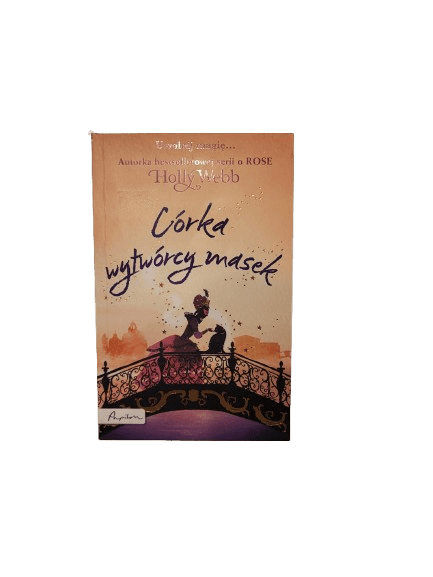 Uwolnij magię...
Autorka bestsellerowej serii o ROSE
Holly Webb
Córka
wytwórcy masek